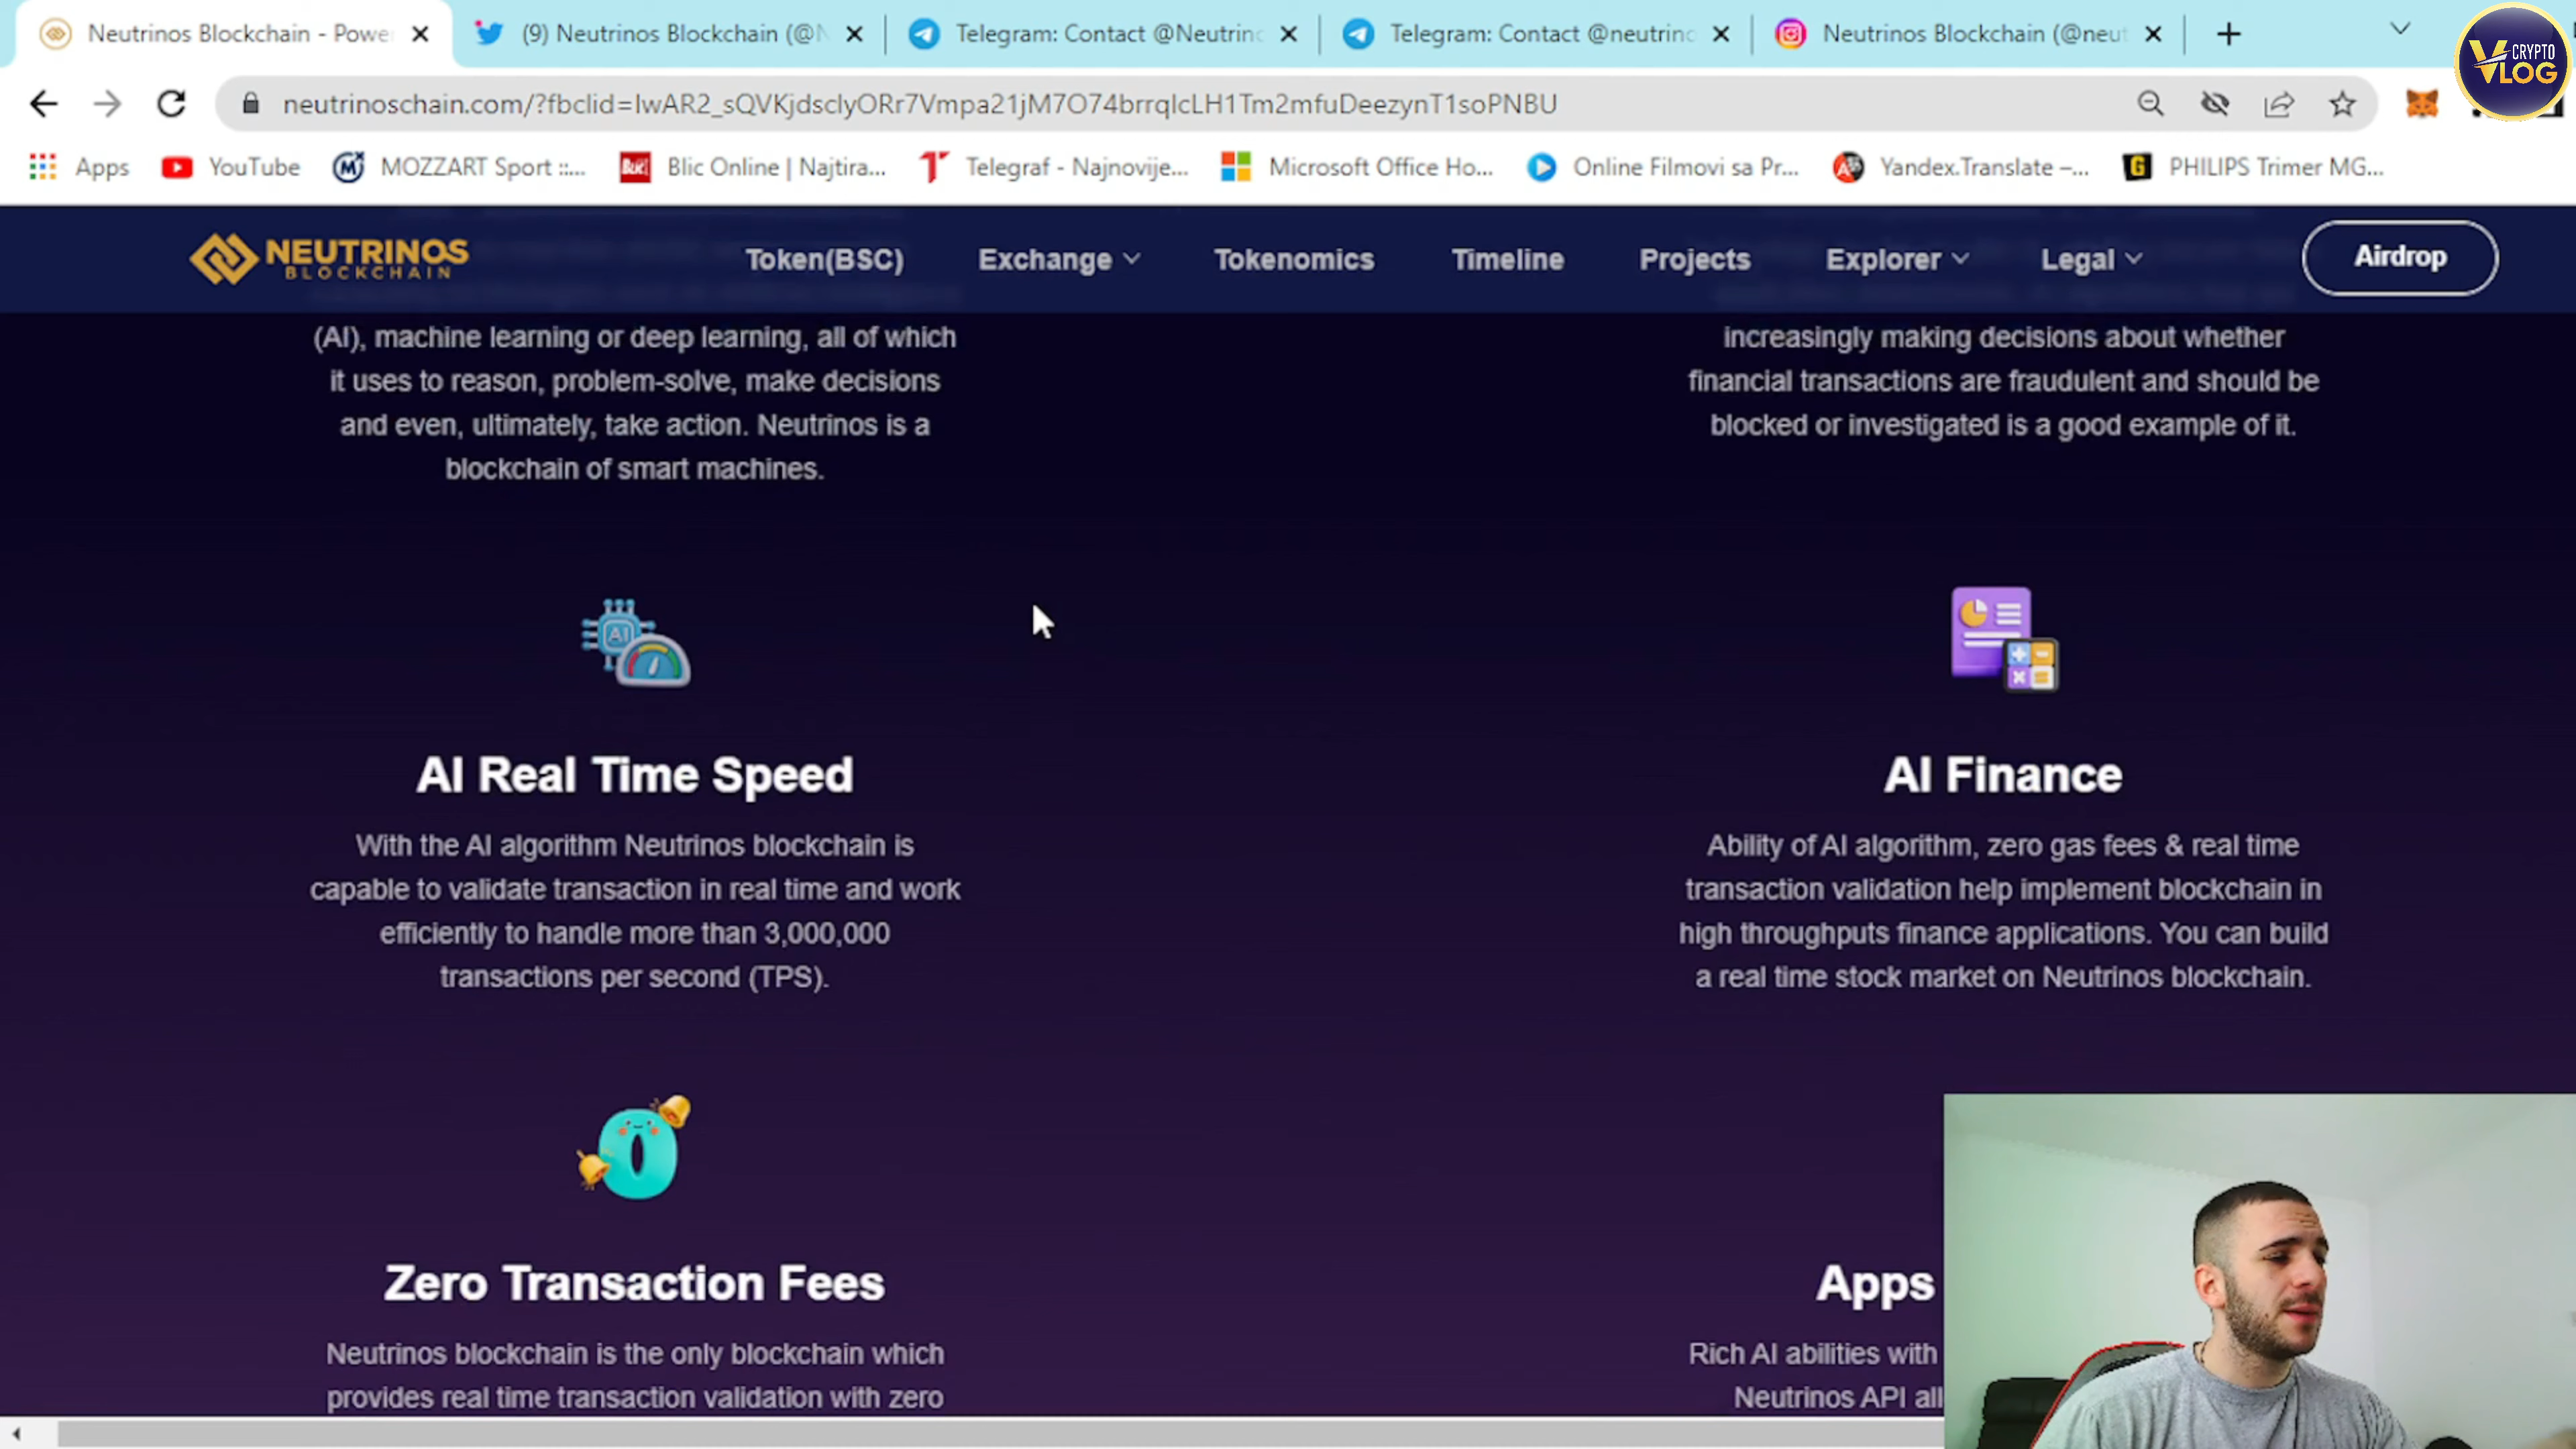 Neutrinos Blockchain - Powe
(9) Neutrinos Blockchain (@N
Telegram: Contact @Neutrino
Telegram: Contact @neutrino
Neutrinos Blockchain (@neut
CRYPTO
VLOG
neutrinoschain.com/?fbclid=IwAR2_sQVKjdsclyORr7Vmpa21jM7O74brrqIcLH1Tm2mfuDeezynT1soPNBU
Apps
YouTube
MOZZART Sport ::...
Blic Online | Najtira...
Telegraf - Najnovije...
Microsoft Office Ho...
Online Filmovi sa Pr...
Yandex.Translate –...
PHILIPS Trimer MG...
NEUTRINOS
BLOCKCHAIN
Token(BSC)
Exchange
Tokenomics
Timeline
Projects
Explorer
Legal
Airdrop
(AI), machine learning or deep learning, all of which
it uses to reason, problem-solve, make decisions
and even, ultimately, take action. Neutrinos is a
blockchain of smart machines.
increasingly making decisions about whether
financial transactions are fraudulent and should be
blocked or investigated is a good example of it.
AI
AI Real Time Speed
With the AI algorithm Neutrinos blockchain is
capable to validate transaction in real time and work
efficiently to handle more than 3,000,000
transactions per second (TPS).
AI Finance
Ability of AI algorithm, zero gas fees & real time
transaction validation help implement blockchain in
high throughputs finance applications. You can build
a real time stock market on Neutrinos blockchain.
Zero Transaction Fees
Neutrinos blockchain is the only blockchain which
provides real time transaction validation with zero
Apps
Rich AI abilities with
Neutrinos API all